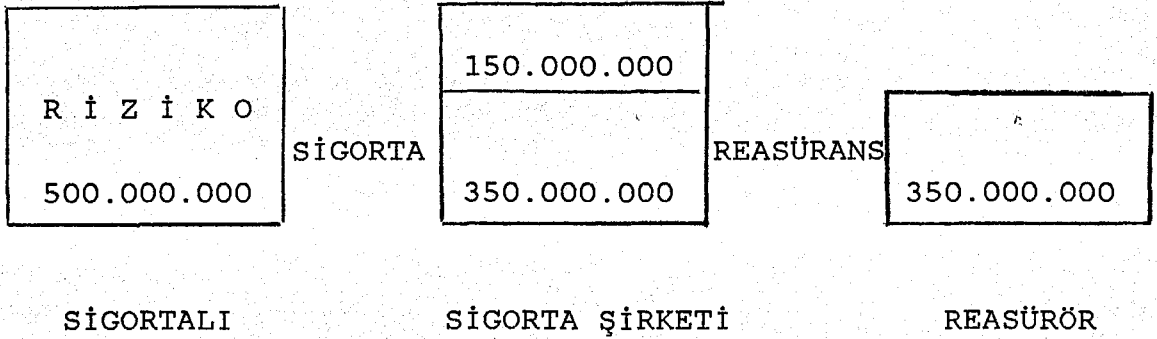 150.000.000
R İ Z İ K O
SİGORTA REASÜRANS
500.000.000 350.000.000 350.000.000
SİGORTALI SİGORTA ŞİRKETİ REASÜRÖR